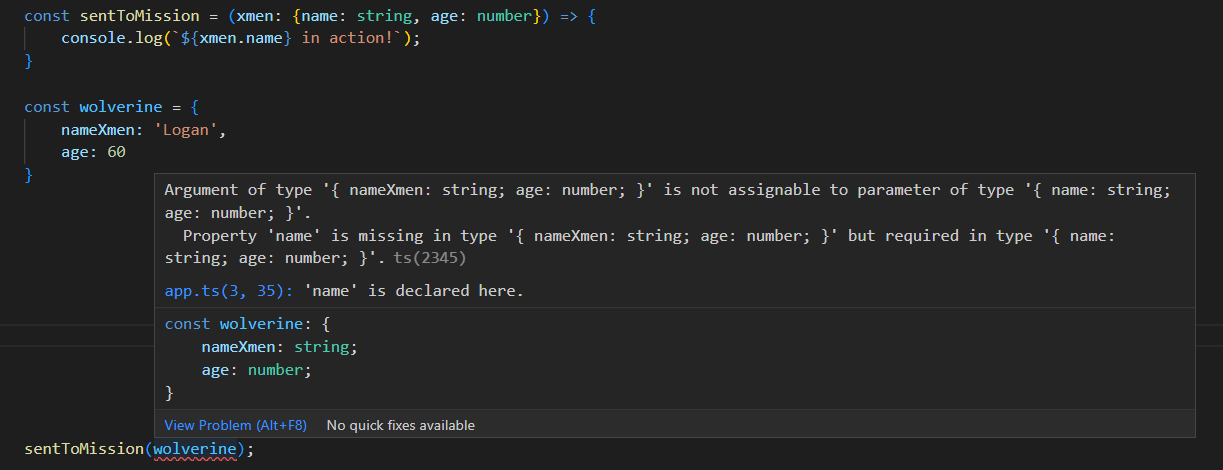 const sentToMission = (xmen: {name: string, age: number}) => {
    console.log(`${xmen.name} in action!`);
}
const wolverine = {
    nameXmen: 'Logan',
    age: 60
}
Argument of type '{ nameXmen: string; age: number; }' is not assignable to parameter of type '{ name: string;
age: number; }'.
  Property 'name' is missing in type '{ nameXmen: string; age: number; }' but required in type '{ name:
string; age: number; }'. ts(2345)
app.ts(3, 35): 'name' is declared here.
const wolverine: {
    nameXmen: string;
    age: number;
}
View Problem (Alt+F8) No quick fixes available
sentToMission(wolverine);